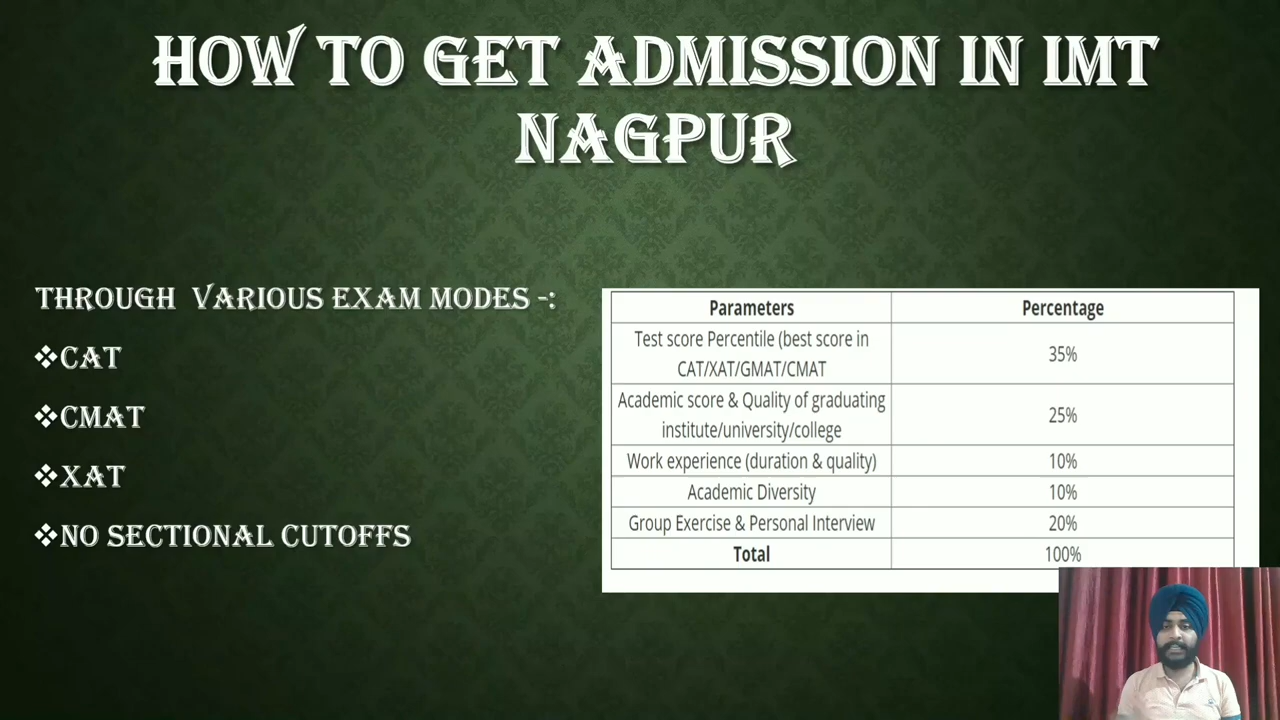 HOW TO GET ADMISSION IN IMT
NAGPUR
THROUGH VARIOUS EXAM MODES -:
❖CAT
❖CMAT
❖XAT
❖NO SECTIONAL CUTOFFS
Parameters Percentage
Test score Percentile (best score in
CAT/XAT/GMAT/CMAT 35%
Academic score & Quality of graduating
institute/university/college 25%
Work experience (duration & quality) 10%
Academic Diversity 10%
Group Exercise & Personal Interview 20%
Total 100%